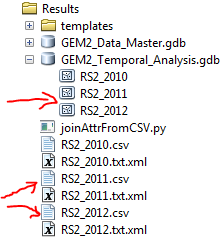 Results
templates
GEM2_Data_Master.gdb
GEM2_Temporal_Analysis.gdb
RS2_2010
RS2_2011
RS2_2012
joinAttrFromCSV.py
RS2_2010.csv
RS2_2010.txt.xml
RS2_2011.csv
RS2_2011.txt.xml
RS2_2012.csv
RS2_2012.txt.xml